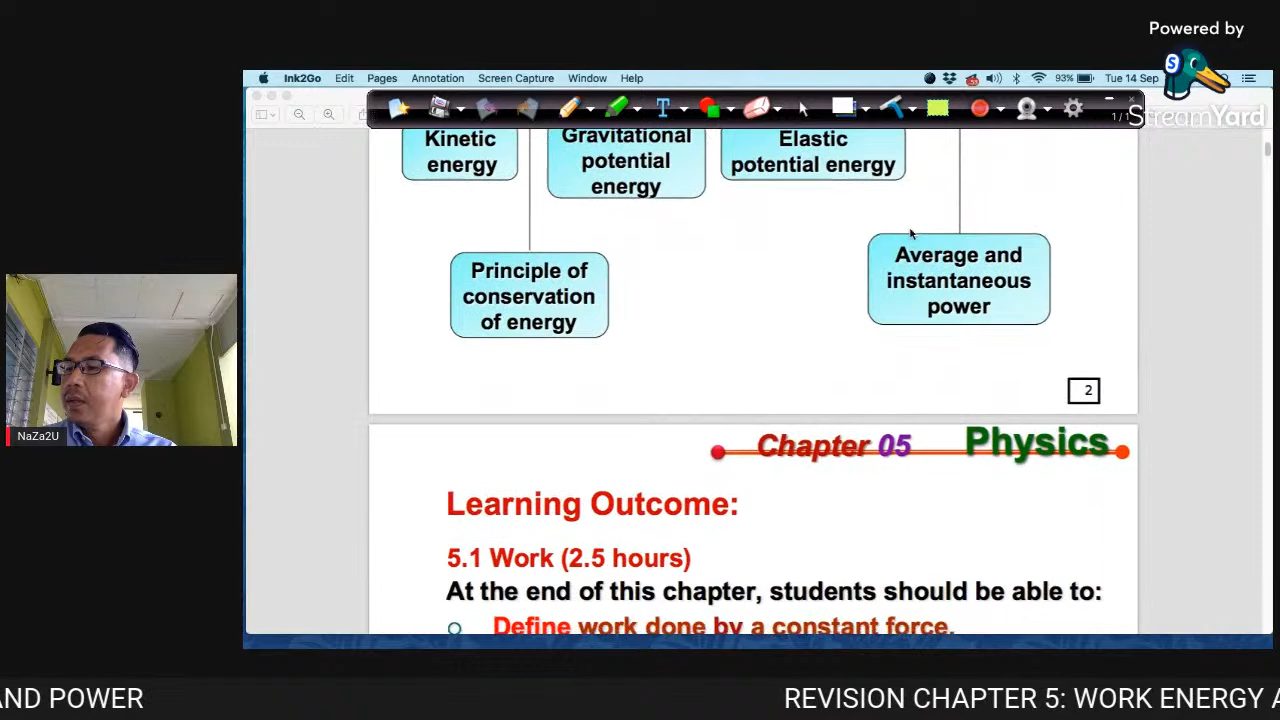 Powered by
StreamYard
Ink2Go Edit Pages Annotation Screen Capture Window Help
93% Tue 14 Sep
Kinetic
energy
Gravitational
potential
energy
Elastic
potential energy
Principle of
conservation
of energy
Average and
instantaneous
power
2
Chapter 05 Physics
Learning Outcome:
5.1 Work (2.5 hours)
At the end of this chapter, students should be able to:
Define work done by a constant force.
NaZa2U
AND POWER
REVISION CHAPTER 5: WORK ENERGY A